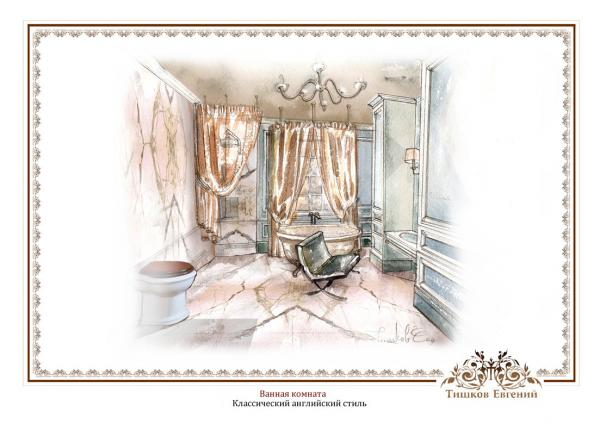 Тишков Евгений
Ванная комната
Классический английский стиль